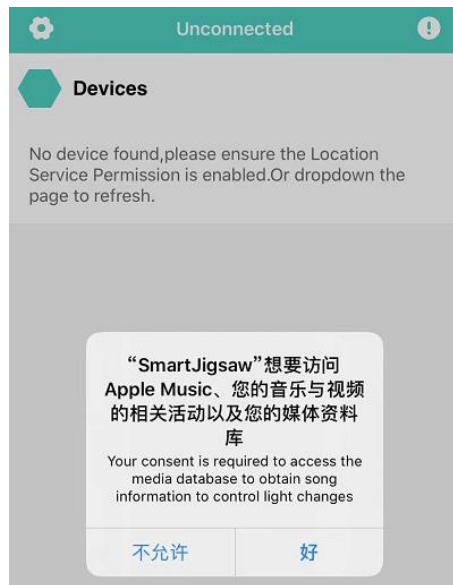 Unconnected
Devices
No device found,please ensure the Location
Service Permission is enabled.Or dropdown the
page to refresh.
“SmartJigsaw”想要访问
Apple Music、您的音乐与视频
的相关活动以及您的媒体资料
库
Your consent is required to access the
media database to obtain song
information to control light changes
不允许
好